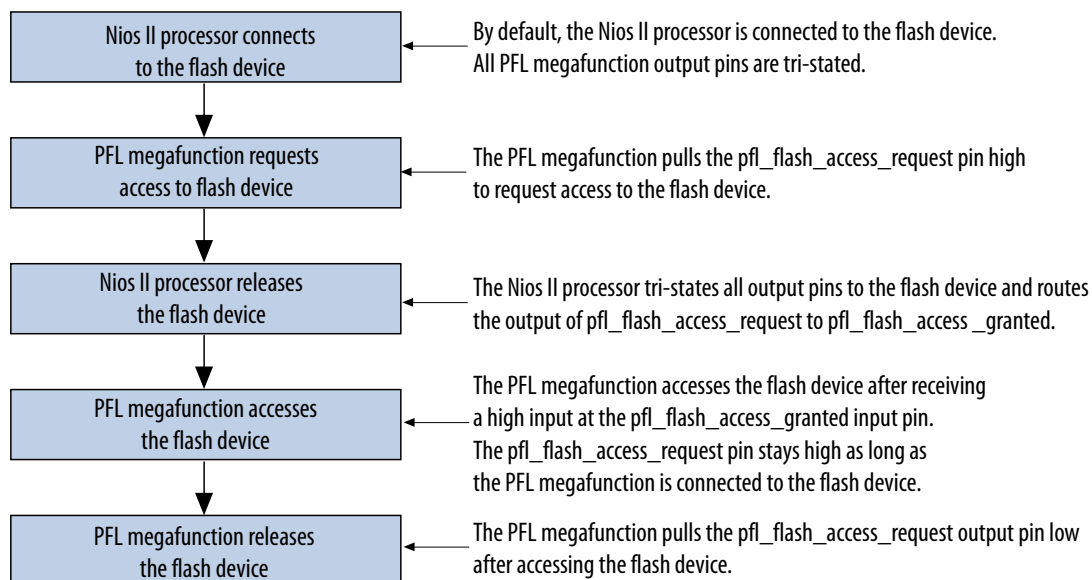 Nios II processor connects
to the flash device
By default, the Nios II processor is connected to the flash device.
All PFL megafunction output pins are tri-stated.
PFL megafunction requests
access to flash device
The PFL megafunction pulls the pfl_flash_access_request pin high
to request access to the flash device.
Nios II processor releases
the flash device
The Nios II processor tri-states all output pins to the flash device and routes
the output of pfl_flash_access_request to pfl_flash_access _granted.
PFL megafunction accesses
the flash device
The PFL megafunction accesses the flash device after receiving
a high input at the pfl_flash_access_granted input pin.
The pfl_flash_access_request pin stays high as long as
the PFL megafunction is connected to the flash device.
PFL megafunction releases
the flash device
The PFL megafunction pulls the pfl_flash_access_request output pin low
after accessing the flash device.